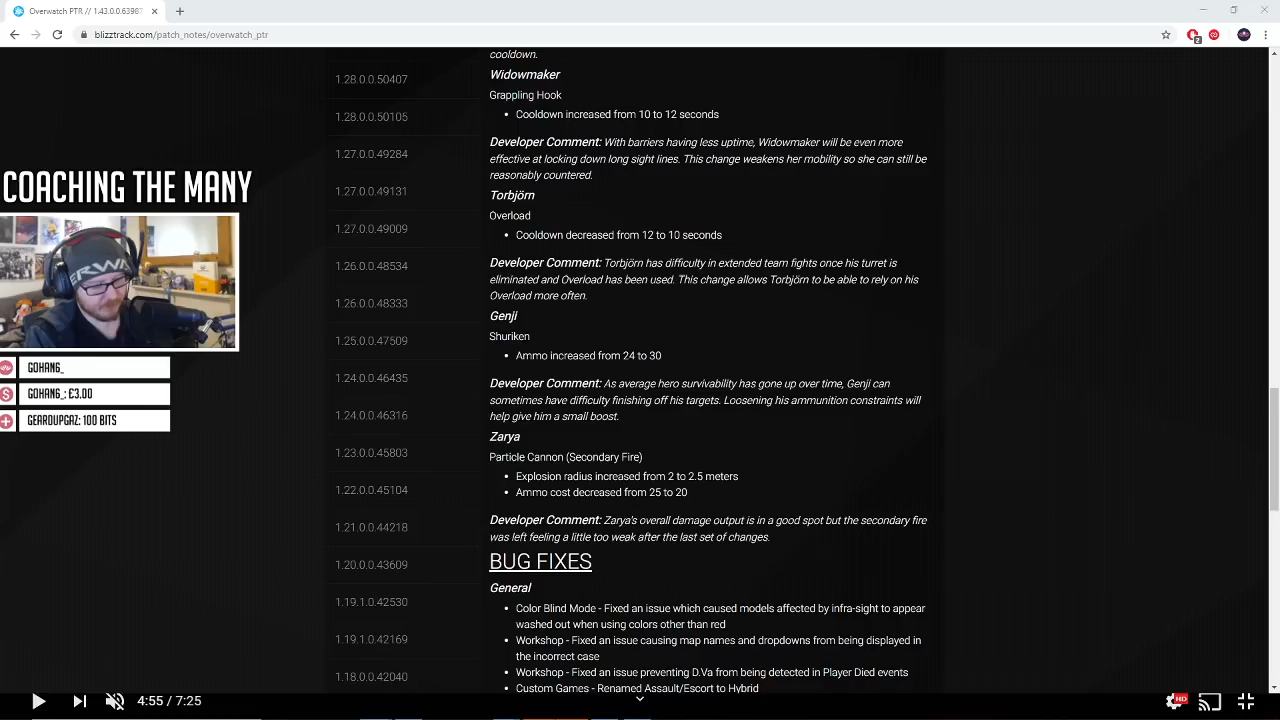 Overwatch PTR // 1.43.0.0.63987
blizztrack.com/patch_notes/overwatch_ptr
2
COACHING THE MANY
GOHAN6_
GOHAN6_: £3.00
GEARDUPGAZ: 100 BITS
1.28.0.0.50407
1.28.0.0.50105
1.27.0.0.49284
1.27.0.0.49131
1.27.0.0.49009
1.26.0.0.48534
1.26.0.0.48333
1.25.0.0.47509
1.24.0.0.46435
1.24.0.0.46316
1.23.0.0.45803
1.22.0.0.45104
1.21.0.0.44218
1.20.0.0.43609
1.19.1.0.42530
1.19.1.0.42169
1.18.0.0.42040
cooldown.
Widowmaker
Grappling Hook
• Cooldown increased from 10 to 12 seconds
Developer Comment: With barriers having less uptime, Widowmaker will be even more
effective at locking down long sight lines. This change weakens her mobility so she can still be
reasonably countered.
Torbjörn
Overload
• Cooldown decreased from 12 to 10 seconds
Developer Comment: Torbjörn has difficulty in extended team fights once his turret is
eliminated and Overload has been used. This change allows Torbjörn to be able to rely on his
Overload more often.
Genji
Shuriken
• Ammo increased from 24 to 30
Developer Comment: As average hero survivability has gone up over time, Genji can
sometimes have difficulty finishing off his targets. Loosening his ammunition constraints will
help give him a small boost.
Zarya
Particle Cannon (Secondary Fire)
• Explosion radius increased from 2 to 2.5 meters
• Ammo cost decreased from 25 to 20
Developer Comment: Zarya's overall damage output is in a good spot but the secondary fire
was left feeling a little too weak after the last set of changes.
BUG FIXES
General
• Color Blind Mode - Fixed an issue which caused models affected by infra-sight to appear
washed out when using colors other than red
• Workshop - Fixed an issue causing map names and dropdowns from being displayed in
the incorrect case
• Workshop - Fixed an issue preventing D.Va from being detected in Player Died events
• Custom Games - Renamed Assault/Escort to Hybrid
4:55 / 7:25
HD